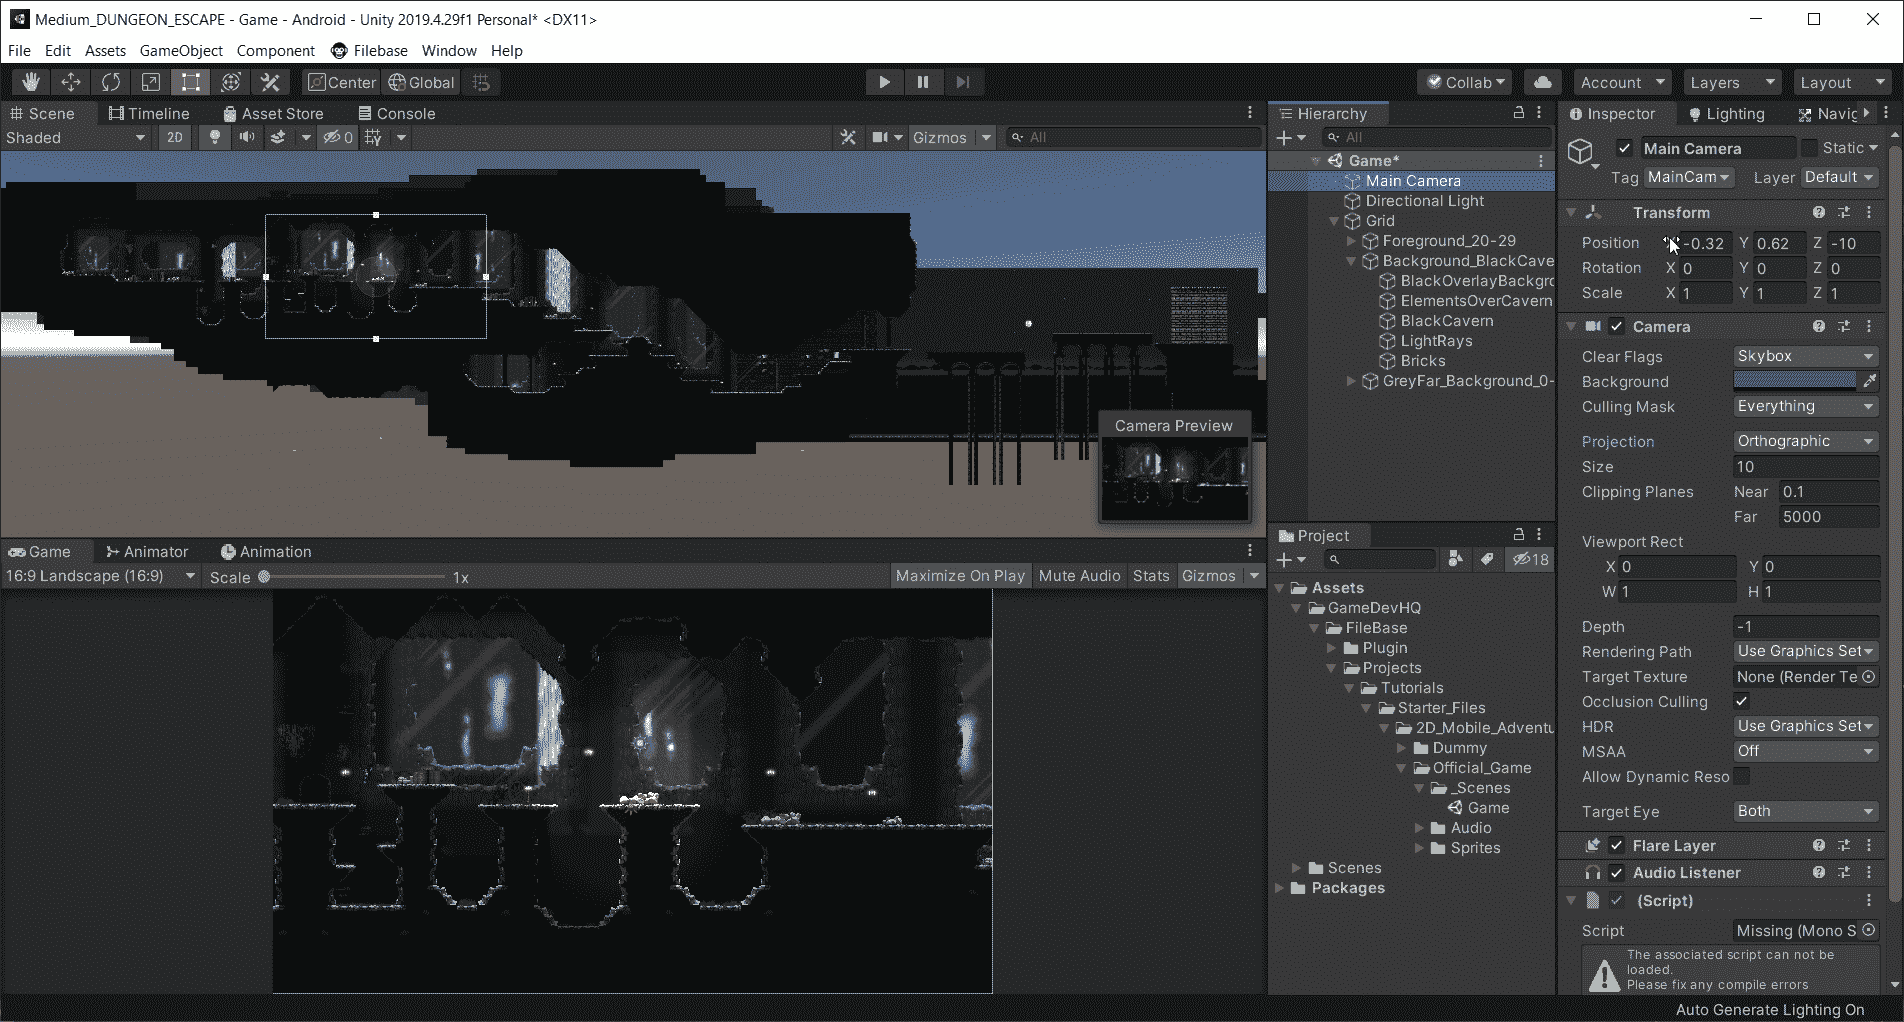 Medium_DUNGEON_ESCAPE - Game - Android - Unity 2019.4.29f1 Personal* <DX11>
File Edit Assets GameObject Component Filebase Window Help
Center Global Collab Account Layers Layout
Scene Timeline Asset Store Console
Shaded 2D 0 Gizmos All
Camera Preview
Game Animator Animation
16:9 Landscape (16:9) Scale 1x Maximize On Play Mute Audio Stats Gizmos
Hierarchy
All
Game*
Main Camera
Directional Light
Grid
Foreground_20-29
Background_BlackCave
BlackOverlayBackgro
ElementsOverCavern
BlackCavern
LightRays
Bricks
GreyFar_Background_0-
Project
18
Assets
GameDevHQ
FileBase
Plugin
Projects
Tutorials
Starter_Files
2D_Mobile_Adventu
Dummy
Official_Game
_Scenes
Game
Audio
Sprites
Scenes
Packages
Inspector Lighting Navig
Main Camera Static
Tag MainCam Layer Default
Transform
Position -0.32 Y 0.62 Z -10
Rotation X 0 Y 0 Z 0
Scale X 1 Y 1 Z 1
Camera
Clear Flags Skybox
Background
Culling Mask Everything
Projection Orthographic
Size 10
Clipping Planes Near 0.1
Far 5000
Viewport Rect
X 0 Y 0
W 1 H 1
Depth -1
Rendering Path Use Graphics Set
Target Texture None (Render Te
Occlusion Culling
HDR Use Graphics Set
MSAA Off
Allow Dynamic Reso
Target Eye Both
Flare Layer
Audio Listener
(Script)
Script Missing (Mono S
The associated script can not be
loaded.
Please fix any compile errors
Auto Generate Lighting On